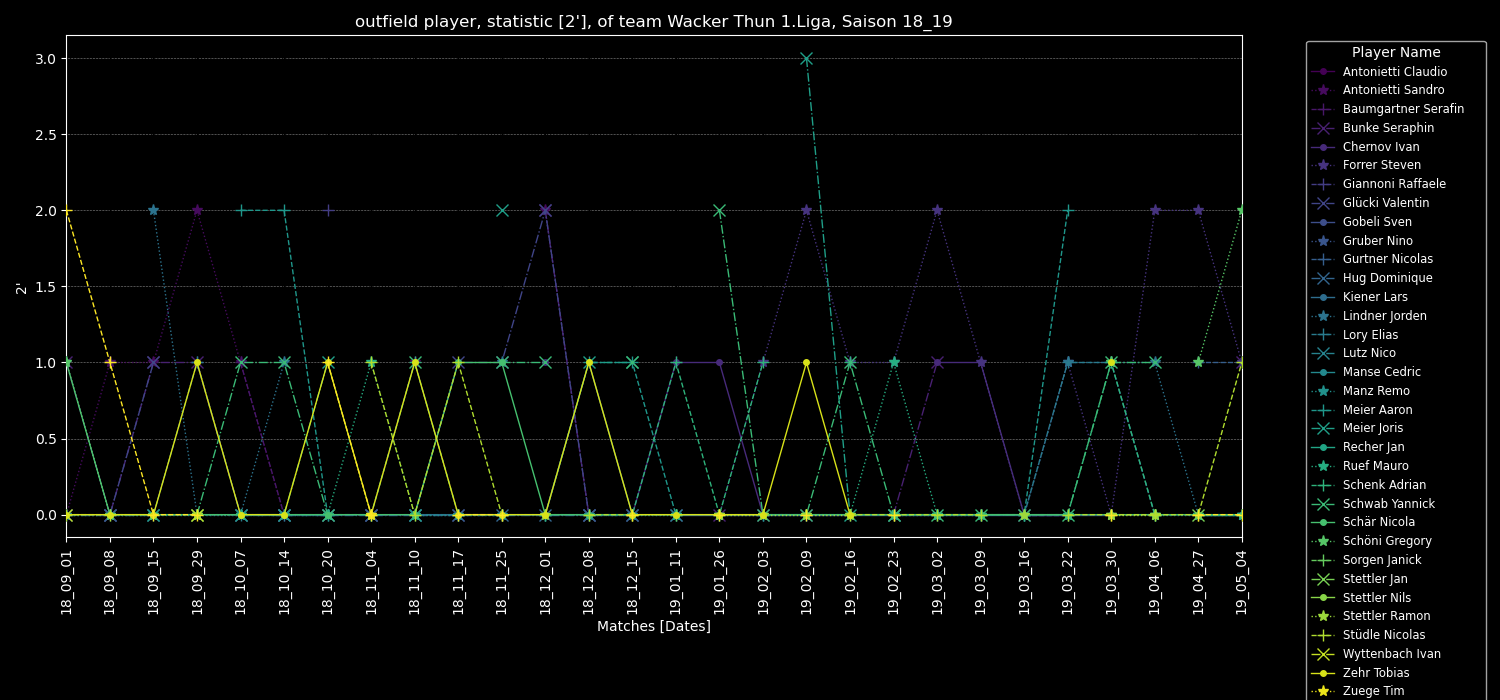 outfield player, statistic [2'], of team Wacker Thun 1.Liga, Saison 18_19
3.0
2.5
2.0
1.5
1.0
0.5
0.0
2'
18_09_01
18_09_08
18_09_15
18_09_29
18_10_07
18_10_14
18_10_20
18_11_04
18_11_10
18_11_17
18_11_25
18_12_01
18_12_08
18_12_15
19_01_11
19_01_26
19_02_03
19_02_09
19_02_16
19_02_23
19_03_02
19_03_09
19_03_16
19_03_22
19_03_30
19_04_06
19_04_27
19_05_04
Matches [Dates]
Player Name
Antonietti Claudio
Antonietti Sandro
Baumgartner Serafin
Bunke Seraphin
Chernov Ivan
Forrer Steven
Giannoni Raffaele
Glücki Valentin
Gobeli Sven
Gruber Nino
Gurtner Nicolas
Hug Dominique
Kiener Lars
Lindner Jorden
Lory Elias
Lutz Nico
Manse Cedric
Manz Remo
Meier Aaron
Meier Joris
Recher Jan
Ruef Mauro
Schenk Adrian
Schwab Yannick
Schär Nicola
Schöni Gregory
Sorgen Janick
Stettler Jan
Stettler Nils
Stettler Ramon
Stüdle Nicolas
Wyttenbach Ivan
Zehr Tobias
Zuege Tim